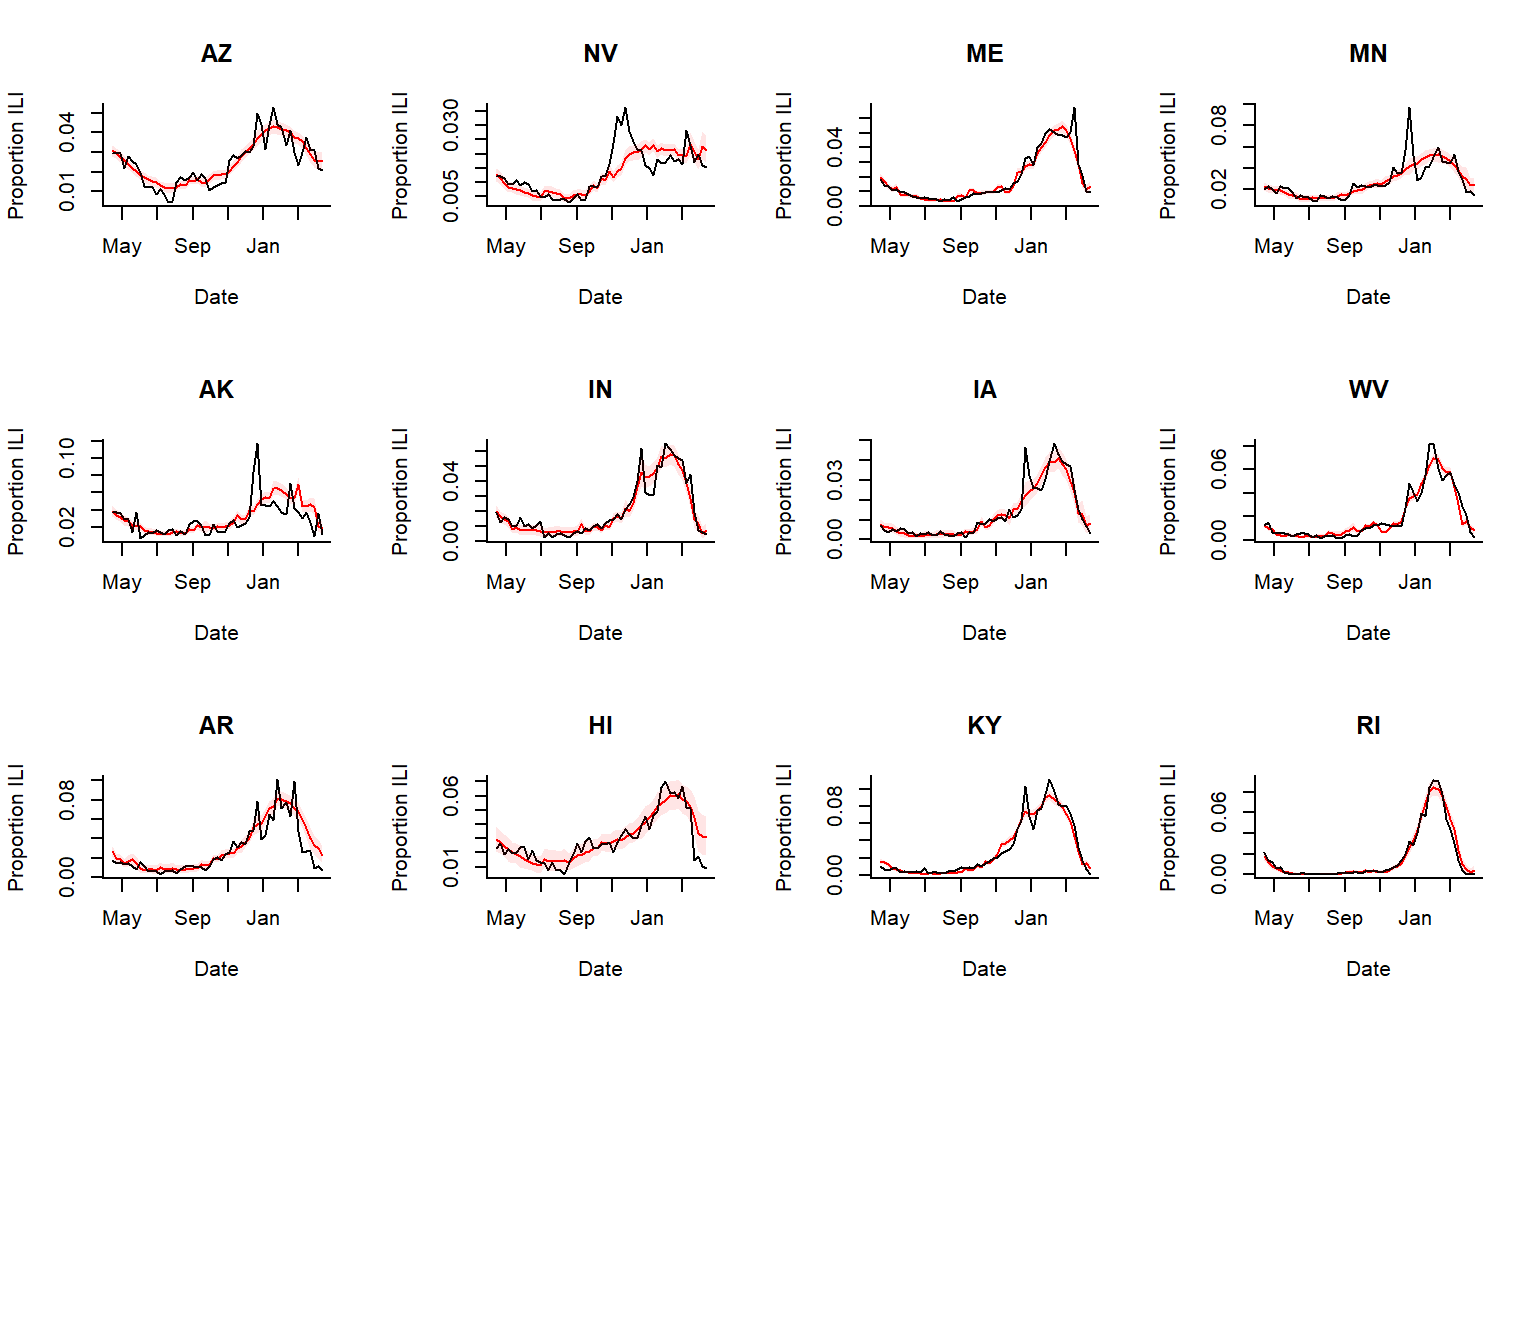 AZ
Proportion ILI
0.01 0.04
May Sep Jan
Date
NV
Proportion ILI
0.005 0.030
May Sep Jan
Date
ME
Proportion ILI
0.00 0.04
May Sep Jan
Date
MN
Proportion ILI
0.02 0.08
May Sep Jan
Date
AK
Proportion ILI
0.02 0.10
May Sep Jan
Date
IN
Proportion ILI
0.00 0.04
May Sep Jan
Date
IA
Proportion ILI
0.00 0.03
May Sep Jan
Date
WV
Proportion ILI
0.00 0.06
May Sep Jan
Date
AR
Proportion ILI
0.00 0.08
May Sep Jan
Date
HI
Proportion ILI
0.01 0.06
May Sep Jan
Date
KY
Proportion ILI
0.00 0.08
May Sep Jan
Date
RI
Proportion ILI
0.00 0.06
May Sep Jan
Date